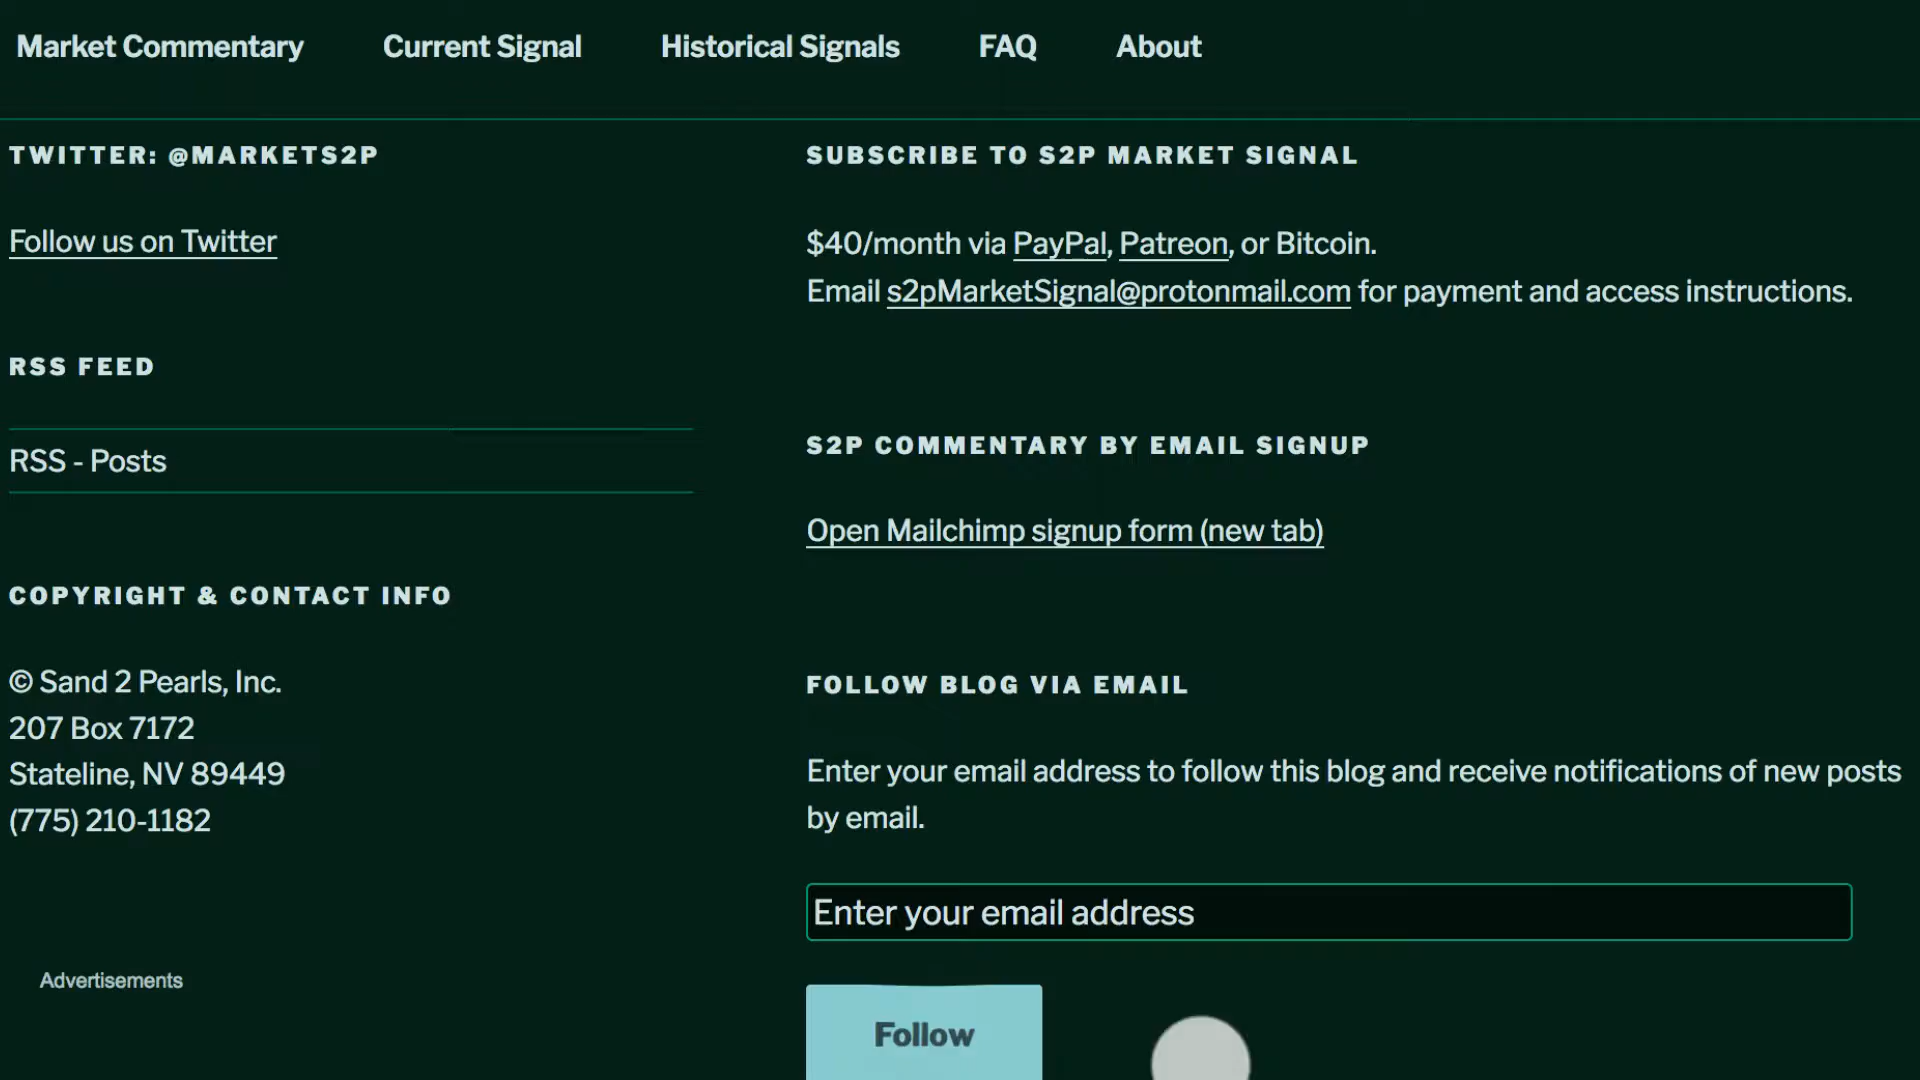 Market Commentary
Current Signal
Historical Signals
FAQ
About
TWITTER: @MARKETS2P
Follow us on Twitter
RSS FEED
RSS - Posts
COPYRIGHT & CONTACT INFO
© Sand 2 Pearls, Inc.
207 Box 7172
Stateline, NV 89449
(775) 210-1182
Advertisements
SUBSCRIBE TO S2P MARKET SIGNAL
$40/month via PayPal, Patreon, or Bitcoin.
Email s2pMarketSignal@protonmail.com for payment and access instructions.
S2P COMMENTARY BY EMAIL SIGNUP
Open Mailchimp signup form (new tab)
FOLLOW BLOG VIA EMAIL
Enter your email address to follow this blog and receive notifications of new posts
by email.
Enter your email address
Follow